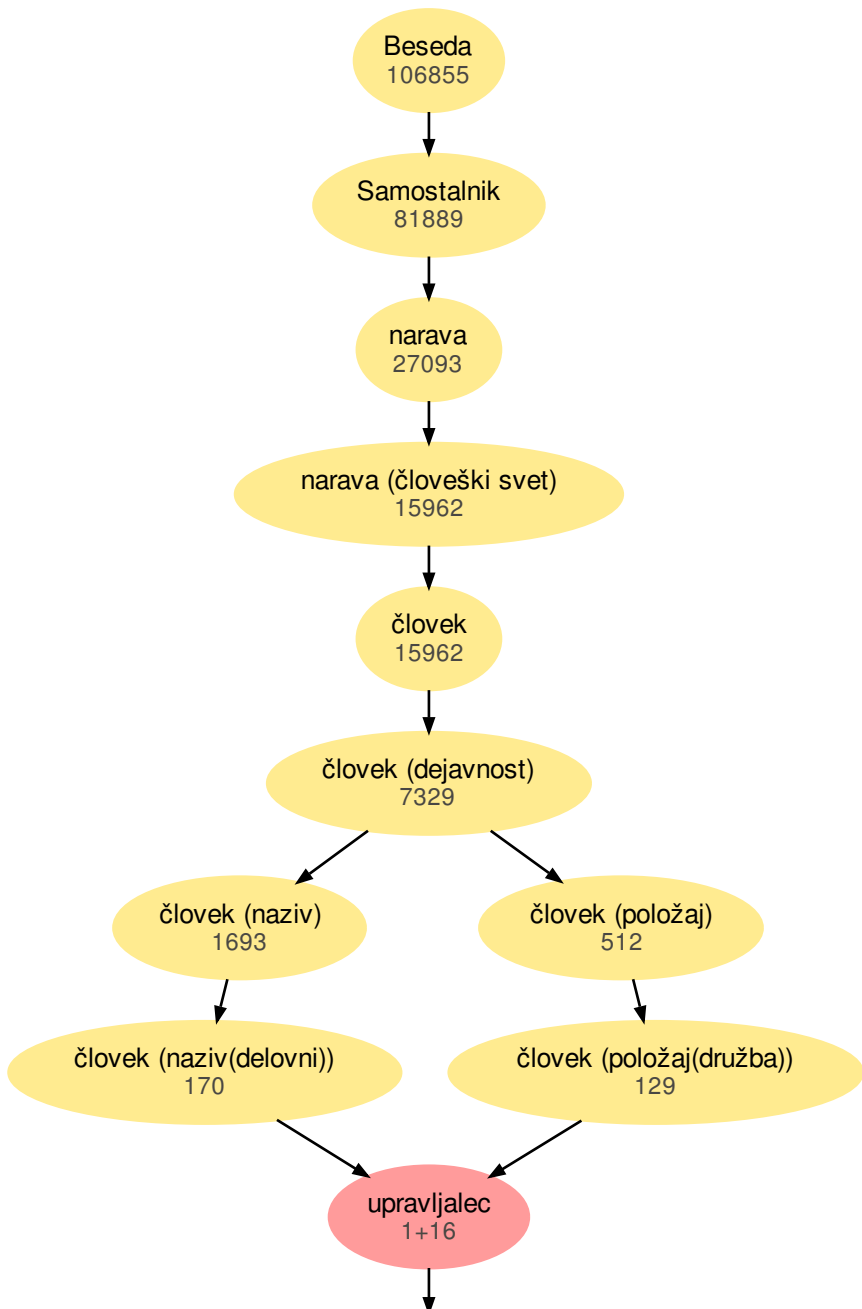 Beseda
106855
Samostalnik
81889
narava
27093
narava (človeški svet)
15962
človek
15962
človek (dejavnost)
7329
človek (naziv)
1693
človek (položaj)
512
človek (naziv(delovni))
170
človek (položaj(družba))
129
upravljalec
1+16